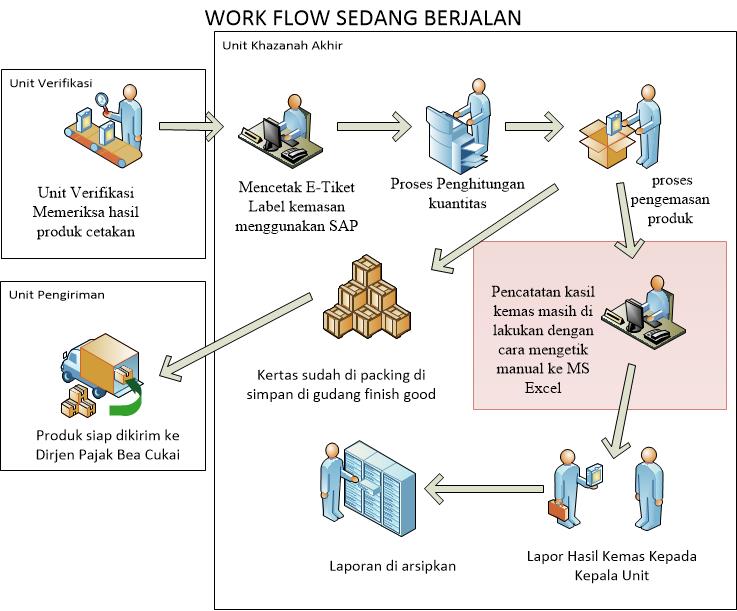 WORK FLOW SEDANG BERJALAN
Unit Khazanah Akhir
Unit Verifikasi
Unit Verifikasi
Memeriksa hasil
produk cetakan
Mencetak E-Tiket
Label kemasan
menggunakan SAP
Proses Penghitungan
kuantitas
proses
pengemasan
produk
Unit Pengiriman
Produk siap dikirim ke
Dirjen Pajak Bea Cukai
Kertas sudah di packing di
simpan di gudang finish good
Pencatatan kasil
kemas masih di
lakukan dengan
cara mengetik
manual ke MS
Excel
Laporan di arsipkan
Lapor Hasil Kemas Kepada
Kepala Unit